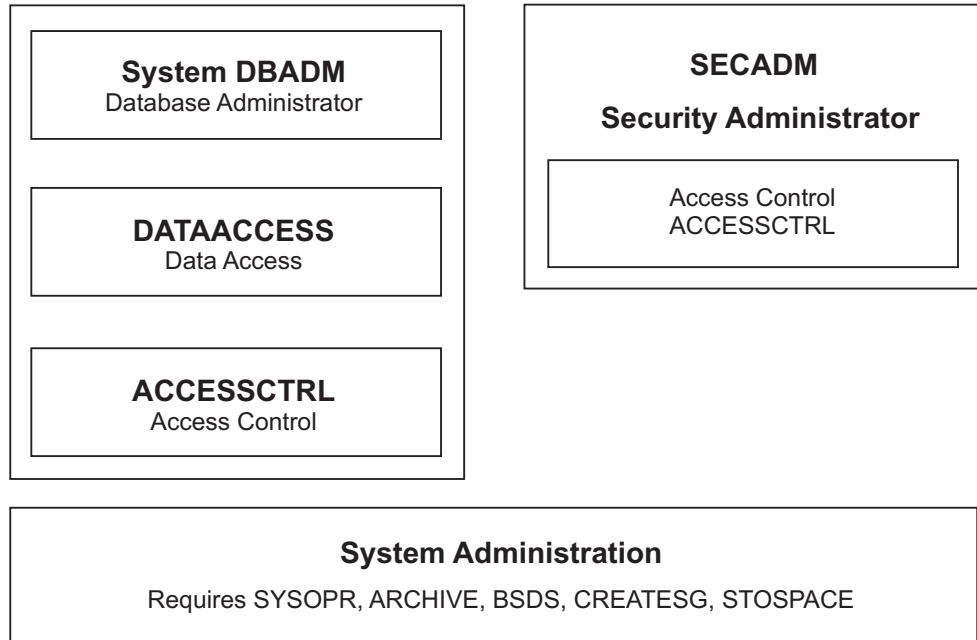 System DBADM
Database Administrator
DATAACCESS
Data Access
ACCESSCTRL
Access Control
SECADM
Security Administrator
Access Control
ACCESSCTRL
System Administration
Requires SYSOPR, ARCHIVE, BSDS, CREATESG, STOSPACE